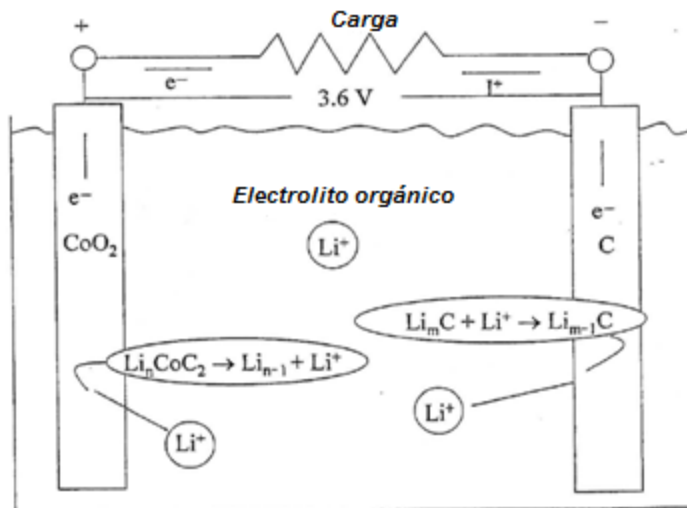 Carga
+
−
e⁻
3.6 V
I⁺
e⁻
CoO₂
Electrolito orgánico
Li⁺
e⁻
C
LiₘC + Li⁺ → Liₘ₋₁C
LiₙCoC₂ → Liₙ₋₁ + Li⁺
Li⁺
Li⁺